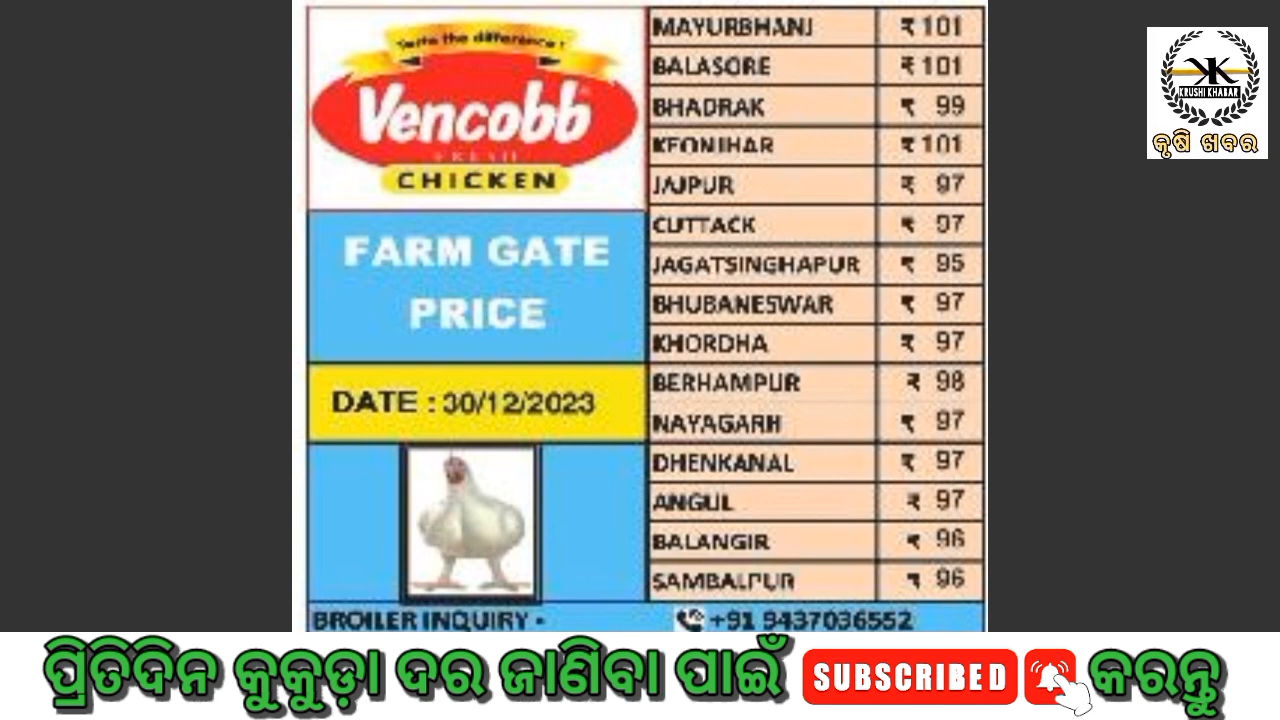 Taste the difference !
Vencobb
FRESH
CHICKEN
FARM GATE
PRICE
DATE : 30/12/2023
MAYURBHANJ ₹ 101
BALASORE ₹ 101
BHADRAK ₹ 99
KEONJHAR ₹ 101
JAJPUR ₹ 97
CUTTACK ₹ 97
JAGATSINGHAPUR ₹ 95
BHUBANESWAR ₹ 97
KHORDHA ₹ 97
BERHAMPUR ₹ 98
NAYAGARH ₹ 97
DHENKANAL ₹ 97
ANGUL ₹ 97
BALANGIR ₹ 96
SAMBALPUR ₹ 96
BROILER INQUIRY - +91 9437036552
KK
KRUSHI KHABAR
କୃଷି ଖବର
ପ୍ରତିଦିନ କୁକୁଡ଼ା ଦର ଜାଣିବା ପାଇଁ SUBSCRIBED କରନ୍ତୁ